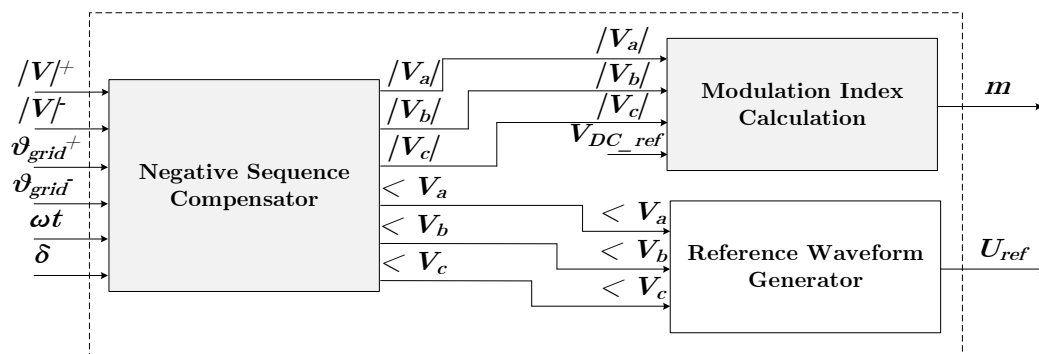 |V|⁺
|V|⁻
ϑgrid⁺
ϑgrid⁻
ωt
δ
Negative Sequence
Compensator
|Va|
|Vb|
|Vc|
< Va
< Vb
< Vc
|Va|
|Vb|
|Vc|
VDC_ref
Modulation Index
Calculation
m
< Va
< Vb
< Vc
Reference Waveform
Generator
Uref